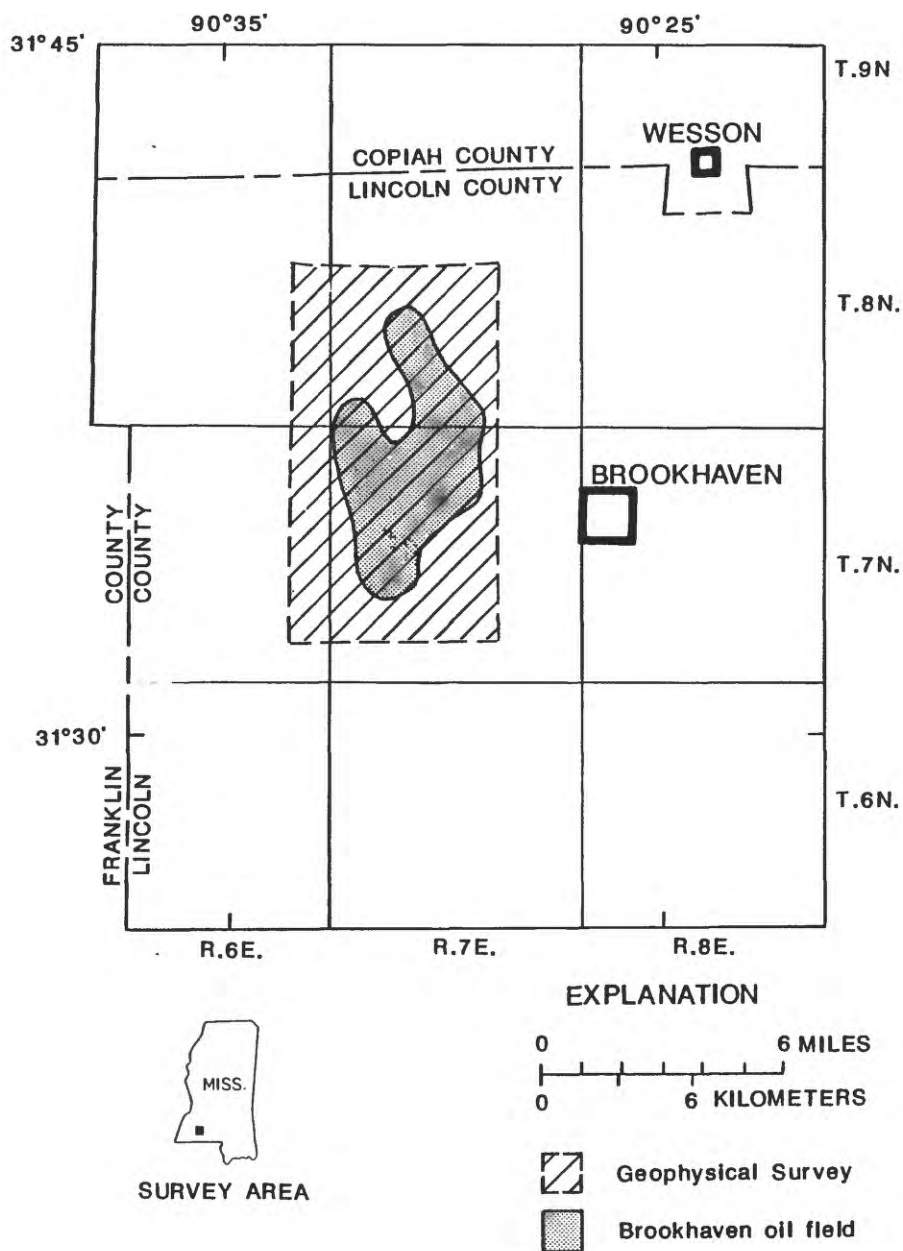 90°35'
90°25'
31°45'
T.9N
WESSON
COPIAH COUNTY
LINCOLN COUNTY
T.8N.
BROOKHAVEN
COUNTY
COUNTY
T.7N.
31°30'
FRANKLIN
LINCOLN
T.6N.
R.6E.
R.7E.
R.8E.
EXPLANATION
0 6 MILES
0 6 KILOMETERS
MISS.
SURVEY AREA
Geophysical Survey
Brookhaven oil field